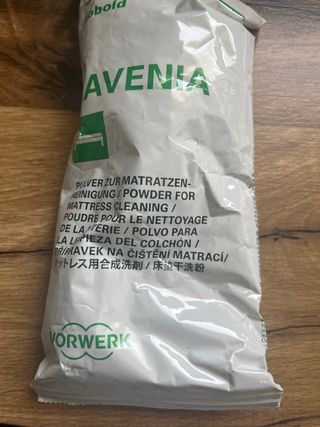 obold
AVENIA
PULVER ZUR MATRATZEN-
REINIGUNG / POWDER FOR
MATTRESS CLEANING /
POUDRE POUR LE NETTOYAGE
DE LA LITERIE / POLVO PARA
LA LIMPIEZA DEL COLCHÓN /
PŘÍPRAVEK NA ČIŠTĚNÍ MATRACÍ/
マットレス用合成洗剤 / 床垫干洗粉
VORWERK